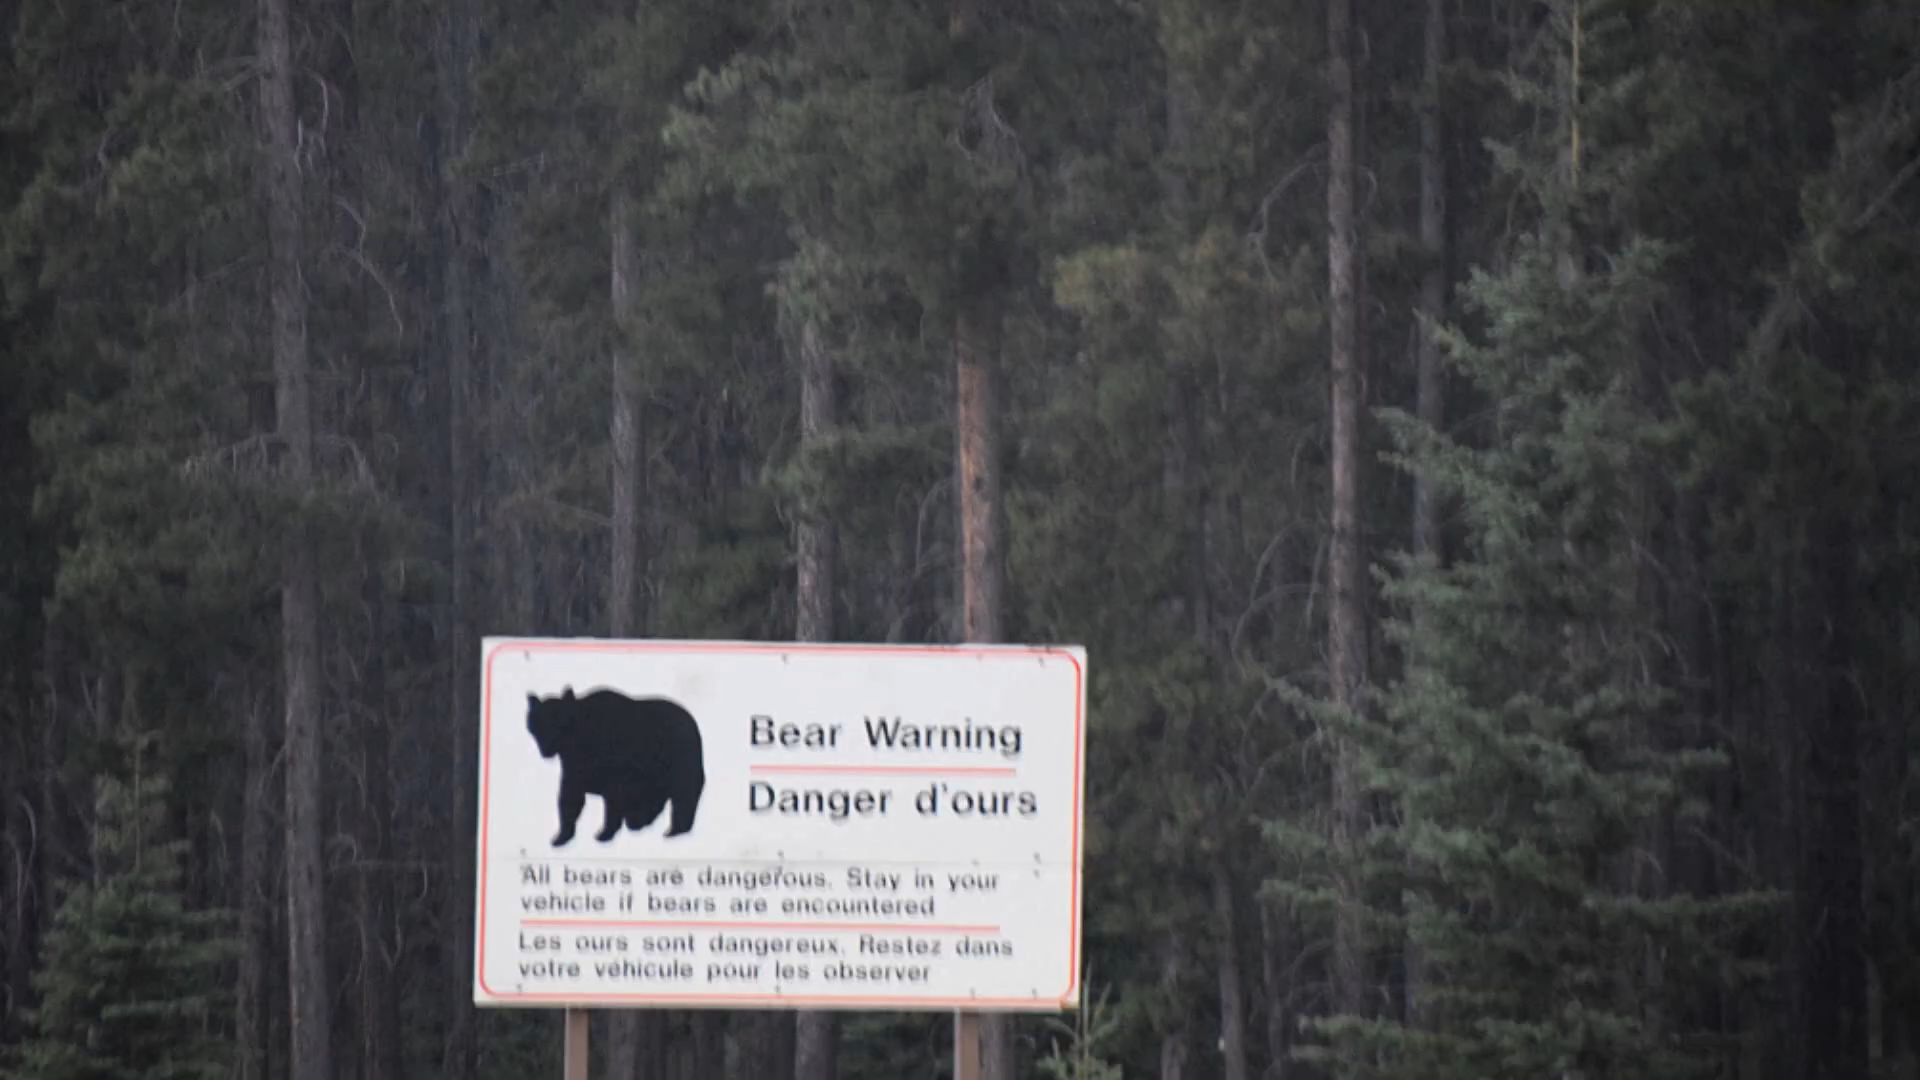 Bear Warning
Danger d'ours
All bears are dangerous. Stay in your
vehicle if bears are encountered
Les ours sont dangereux. Restez dans
votre véhicule pour les observer